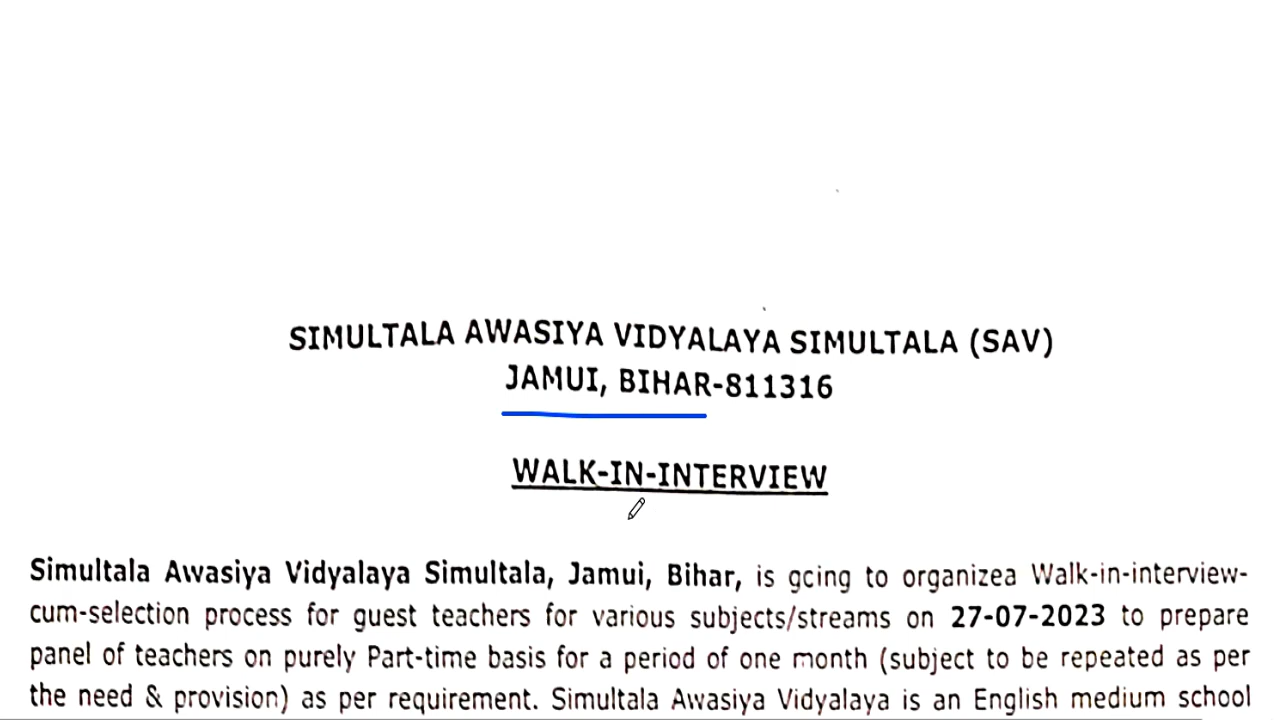 SIMULTALA AWASIYA VIDYALAYA SIMULTALA (SAV)
JAMUI, BIHAR-811316
WALK-IN-INTERVIEW
Simultala Awasiya Vidyalaya Simultala, Jamui, Bihar, is gcing to organizea Walk-in-interview-
cum-selection process for guest teachers for various subjects/streams on 27-07-2023 to prepare
panel of teachers on purely Part-time basis for a period of one month (subject to be repeated as per
the need & provision) as per requirement. Simultala Awasiya Vidyalaya is an English medium school